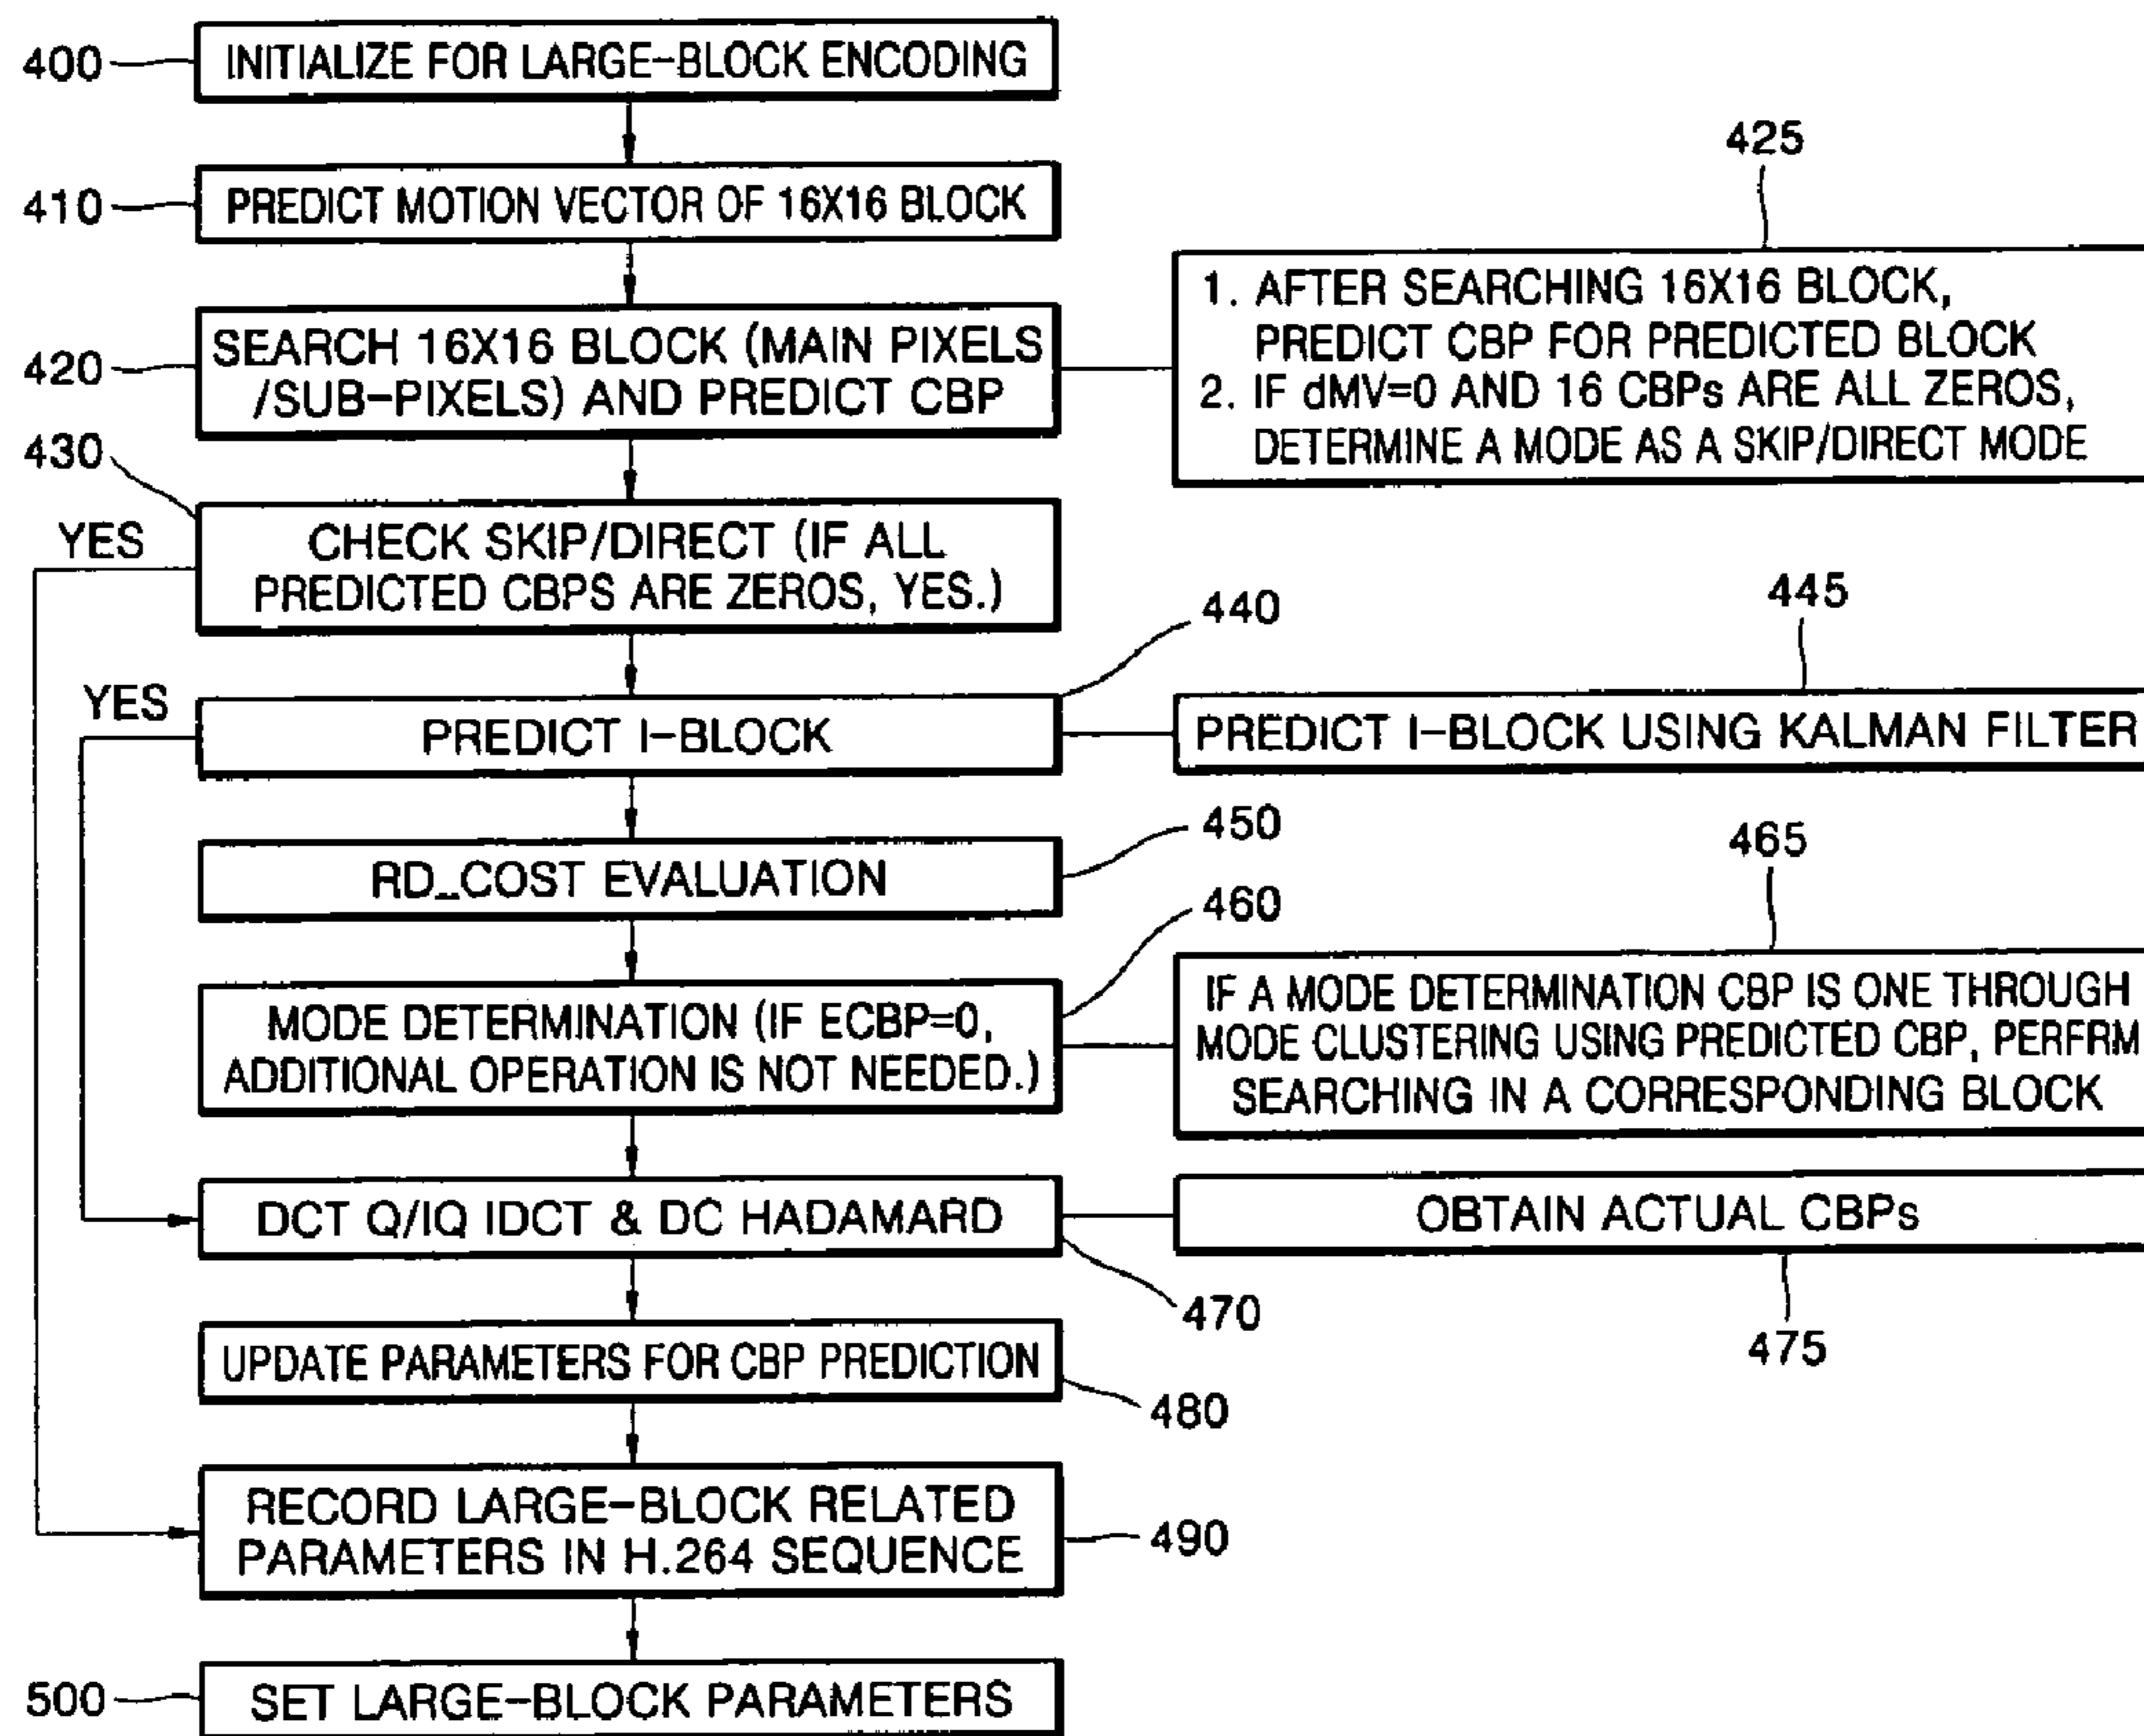 400
INITIALIZE FOR LARGE-BLOCK ENCODING
410
PREDICT MOTION VECTOR OF 16X16 BLOCK
420
SEARCH 16X16 BLOCK (MAIN PIXELS
/SUB-PIXELS) AND PREDICT CBP
425
1. AFTER SEARCHING 16X16 BLOCK,
PREDICT CBP FOR PREDICTED BLOCK
2. IF dMV=0 AND 16 CBPs ARE ALL ZEROS,
DETERMINE A MODE AS A SKIP/DIRECT MODE
430
YES
CHECK SKIP/DIRECT (IF ALL
PREDICTED CBPS ARE ZEROS, YES.)
440
YES
PREDICT I-BLOCK
445
PREDICT I-BLOCK USING KALMAN FILTER
450
RD_COST EVALUATION
460
MODE DETERMINATION (IF ECBP=0,
ADDITIONAL OPERATION IS NOT NEEDED.)
465
IF A MODE DETERMINATION CBP IS ONE THROUGH
MODE CLUSTERING USING PREDICTED CBP, PERFRM
SEARCHING IN A CORRESPONDING BLOCK
DCT Q/IQ IDCT & DC HADAMARD
470
OBTAIN ACTUAL CBPs
475
UPDATE PARAMETERS FOR CBP PREDICTION
480
RECORD LARGE-BLOCK RELATED
PARAMETERS IN H.264 SEQUENCE
490
500
SET LARGE-BLOCK PARAMETERS